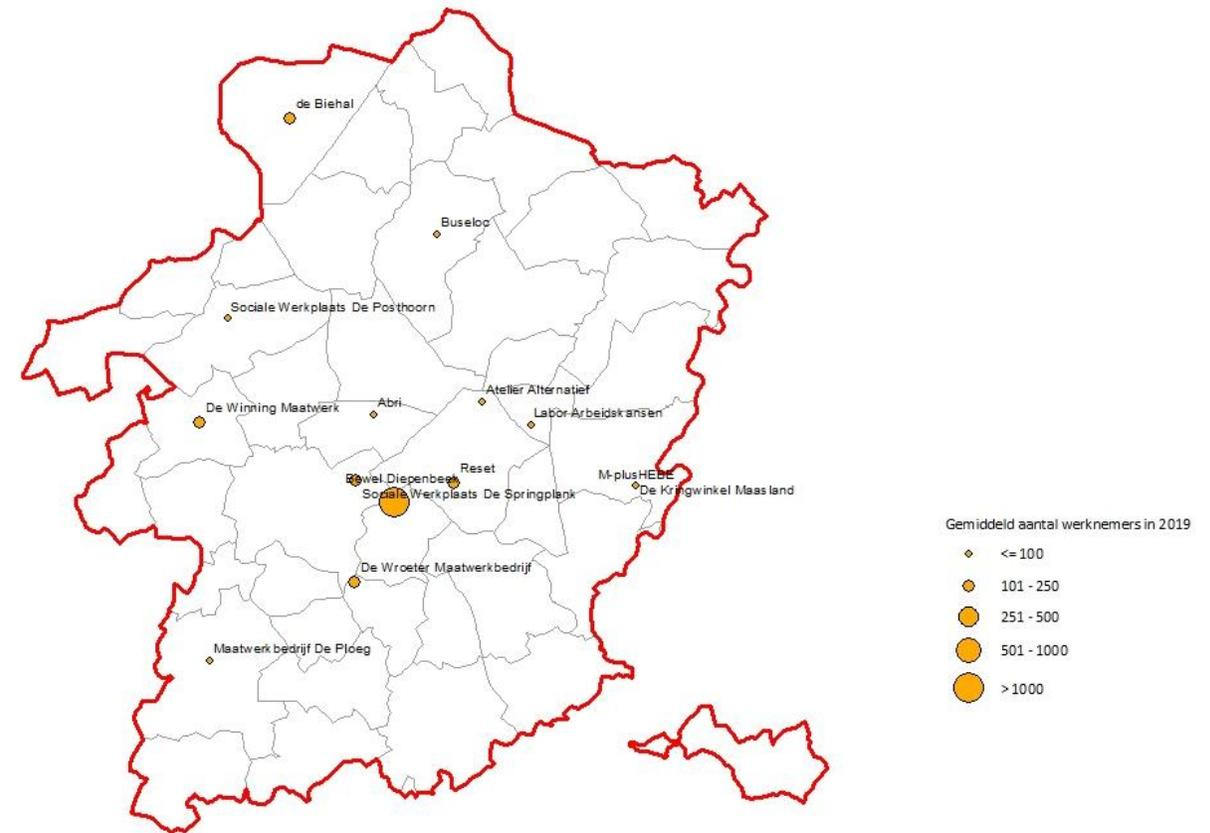 de Biehal
Buseloc
Sociale Werkplaats De Posthoorn
Atelier Alternatief
De Winning Maatwerk
Abri
Labor Arbeidskansen
Reset
M-plusHEBE
Bewel Diepenbeek
De Kringwinkel Maasland
Sociale Werkplaats De Springplank
De Wroeter Maatwerkbedrijf
Maatwerkbedrijf De Ploeg
Gemiddeld aantal werknemers in 2019
<= 100
101 - 250
251 - 500
501 - 1000
> 1000